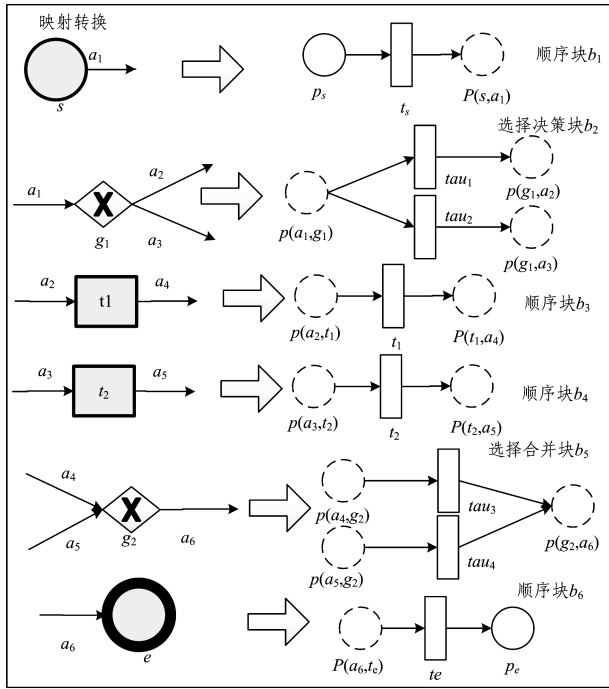 映射转换
a1
s
ps
ts
P(s,a1)
顺序块b1
选择决策块b2
a1
a2
a3
g1
p(a1,g1)
tau1
tau2
p(g1,a2)
p(g1,a3)
a2
t1
a4
p(a2,t1)
t1
P(t1,a4)
顺序块b3
a3
t2
a5
p(a3,t2)
t2
P(t2,a5)
顺序块b4
选择合并块b5
a4
a5
g2
a6
p(a4,g2)
p(a5,g2)
tau3
tau4
p(g2,a6)
顺序块b6
a6
e
P(a6,te)
te
pe